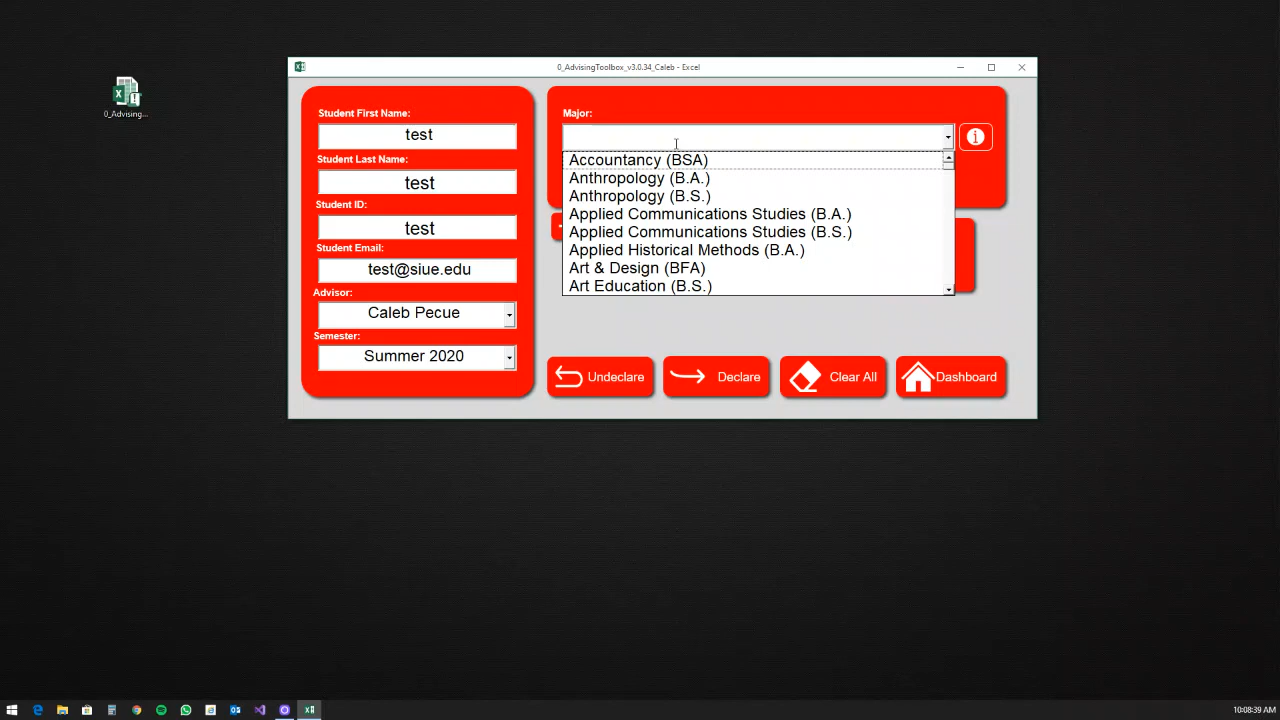 0_AdvisingToolbox_v3.0.34_Caleb - Excel
0_Advising...
Student First Name:
test
Student Last Name:
test
Student ID:
test
Student Email:
test@siue.edu
Advisor:
Caleb Pecue
Semester:
Summer 2020
Major:
Accountancy (BSA)
Anthropology (B.A.)
Anthropology (B.S.)
Applied Communications Studies (B.A.)
Applied Communications Studies (B.S.)
Applied Historical Methods (B.A.)
Art & Design (BFA)
Art Education (B.S.)
Undeclare
Declare
Clear All
Dashboard
10:08:39 AM